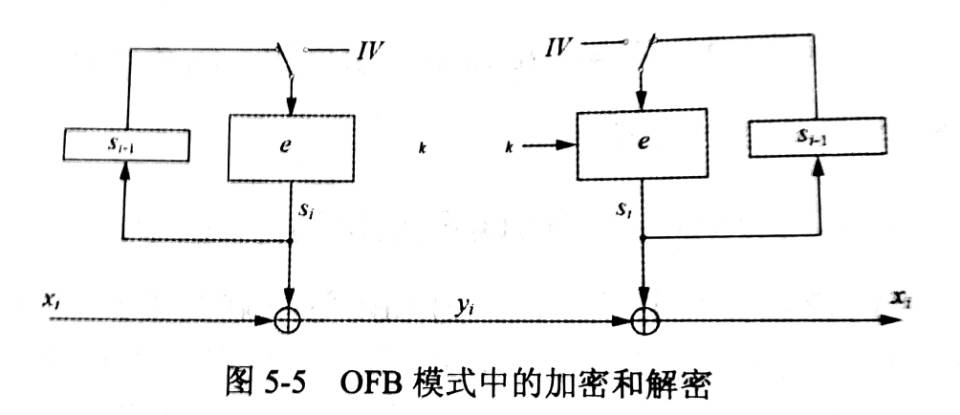 IV IV
s_{i-1} e k k e s_{i-1}
s_i s_i
x_i y_i x_i
图 5-5 OFB 模式中的加密和解密